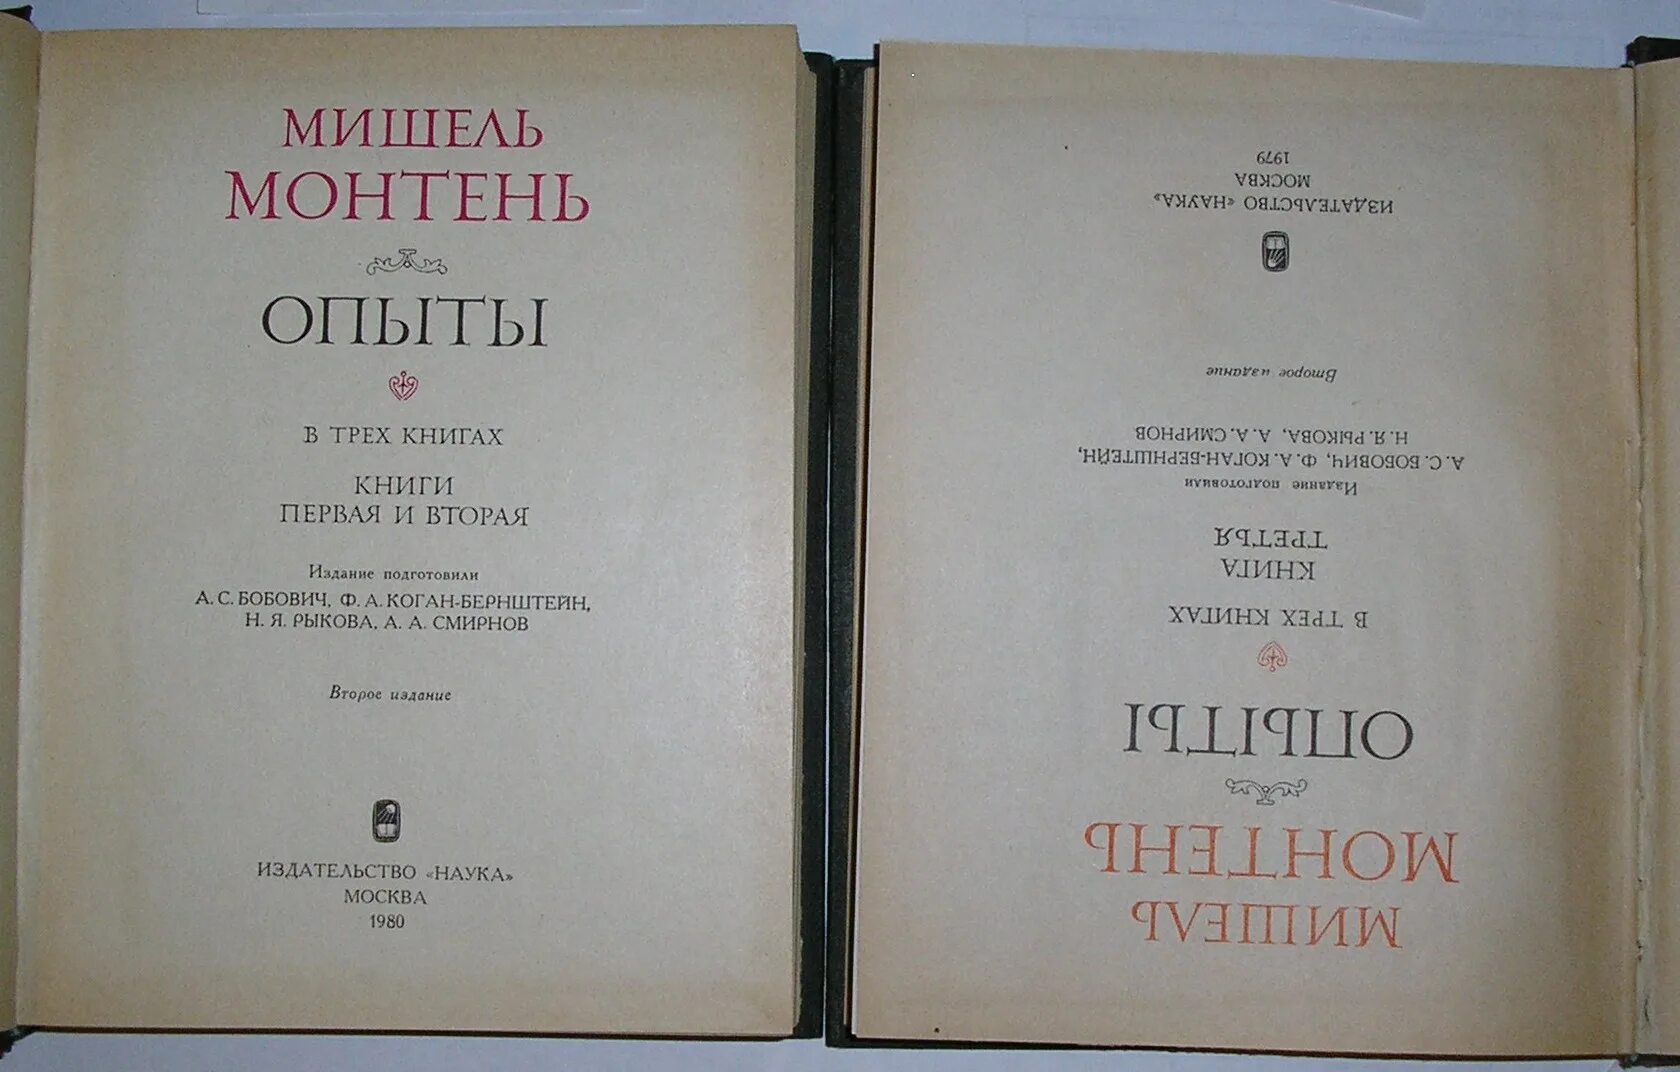 МИШЕЛЬ
МОНТЕНЬ
ОПЫТЫ
В ТРЕХ КНИГАХ
КНИГИ
ПЕРВАЯ И ВТОРАЯ
Издание подготовили
А. С. БОБОВИЧ, Ф. А. КОГАН-БЕРНШТЕЙН,
Н. Я. РЫКОВА, А. А. СМИРНОВ
Второе издание
ИЗДАТЕЛЬСТВО «НАУКА»
МОСКВА
1980
МИШЕЛЬ
МОНТЕНЬ
ОПЫТЫ
В ТРЕХ КНИГАХ
КНИГА
ТРЕТЬЯ
Издание подготовили
А. С. БОБОВИЧ, Ф. А. КОГАН-БЕРНШТЕЙН,
Н. Я. РЫКОВА, А. А. СМИРНОВ
Второе издание
ИЗДАТЕЛЬСТВО «НАУКА»
МОСКВА
1979